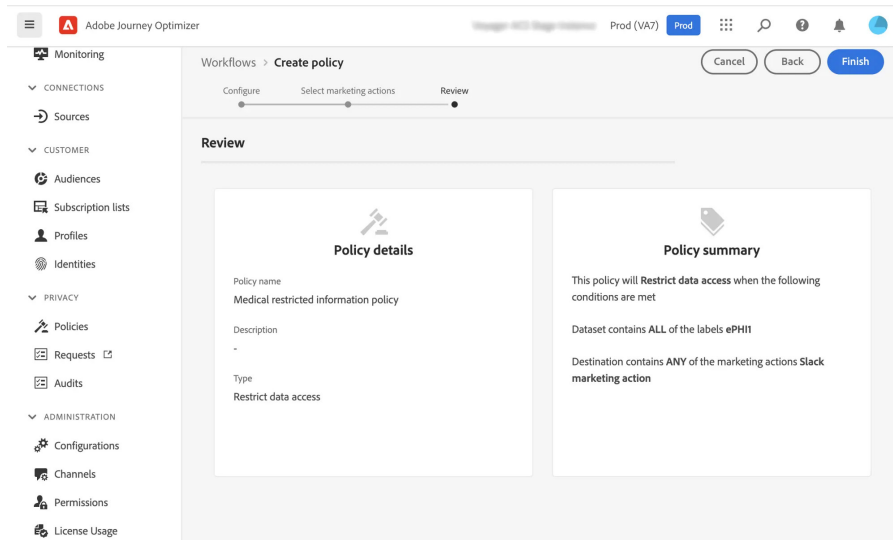 Adobe Journey Optimizer
Prod (VA7)
Prod
Monitoring
CONNECTIONS
Sources
CUSTOMER
Audiences
Subscription lists
Profiles
Identities
PRIVACY
Policies
Requests
Audits
ADMINISTRATION
Configurations
Channels
Permissions
License Usage
Workflows > Create policy
Cancel
Back
Finish
Configure
Select marketing actions
Review
Review
Policy details
Policy name
Medical restricted information policy
Description
-
Type
Restrict data access
Policy summary
This policy will Restrict data access when the following
conditions are met
Dataset contains ALL of the labels ePHI1
Destination contains ANY of the marketing actions Slack
marketing action